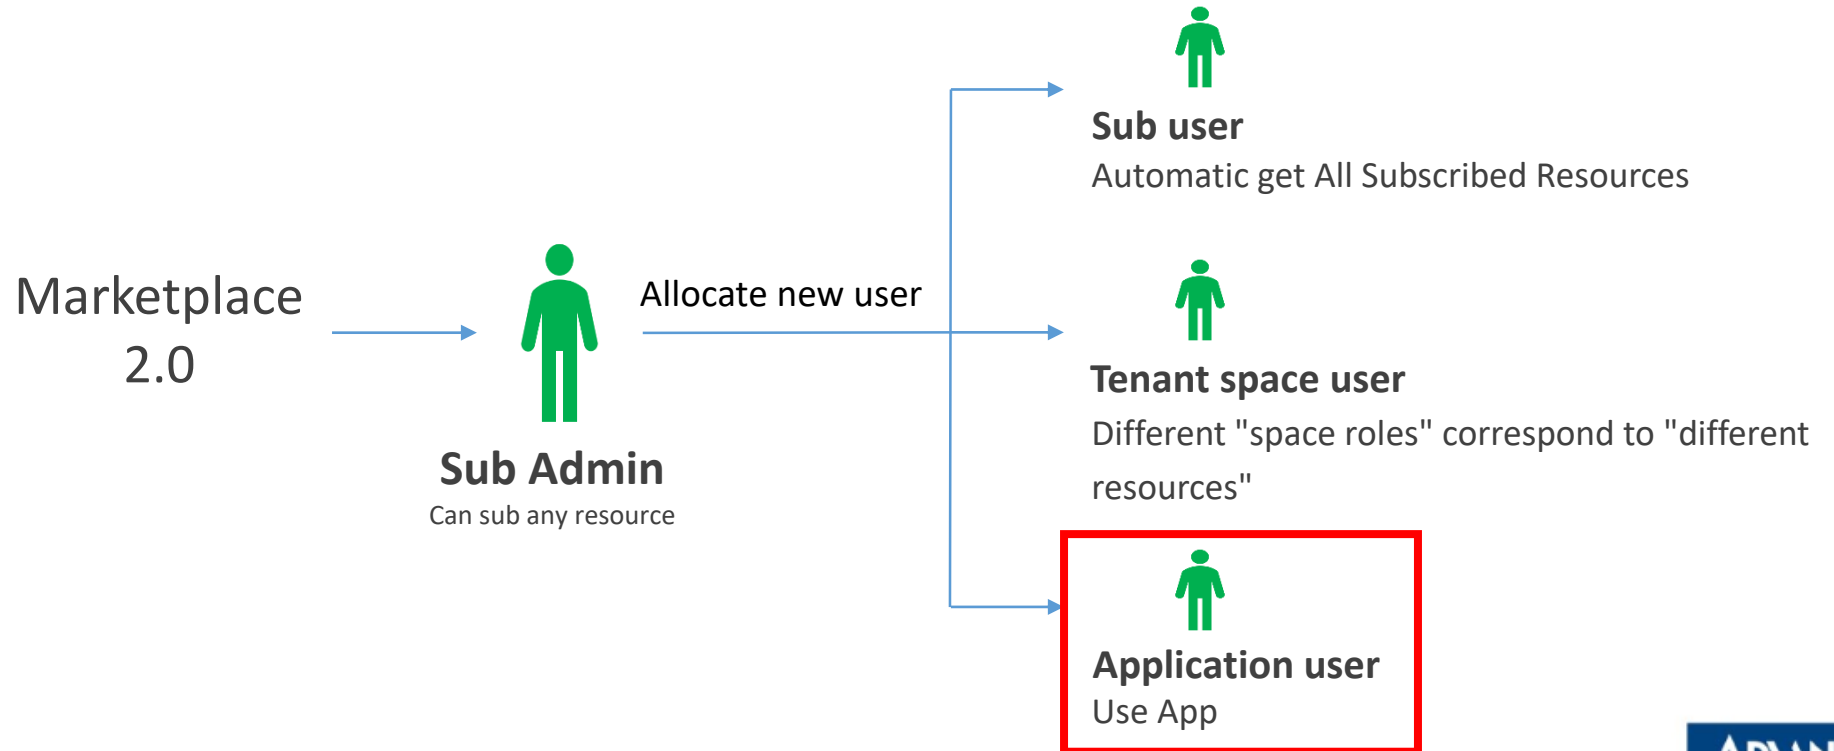 Sub user
Automatic get All Subscribed Resources
Marketplace
2.0
Allocate new user
Sub Admin
Can sub any resource
Tenant space user
Different "space roles" correspond to "different
resources"
Application user
Use App